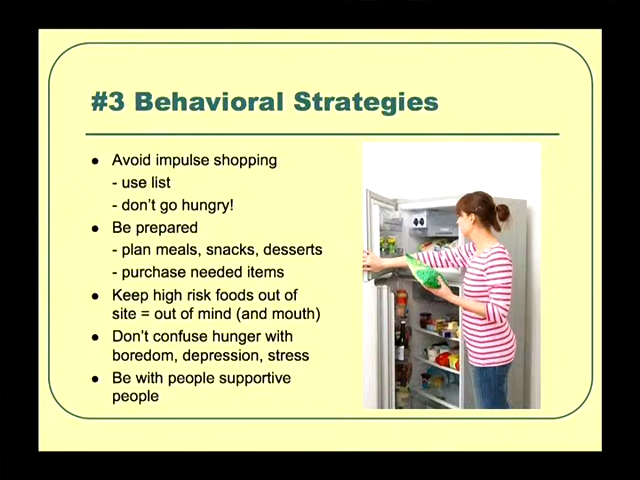 #3 Behavioral Strategies
● Avoid impulse shopping
- use list
- don't go hungry!
● Be prepared
- plan meals, snacks, desserts
- purchase needed items
● Keep high risk foods out of
site = out of mind (and mouth)
● Don't confuse hunger with
boredom, depression, stress
● Be with people supportive
people